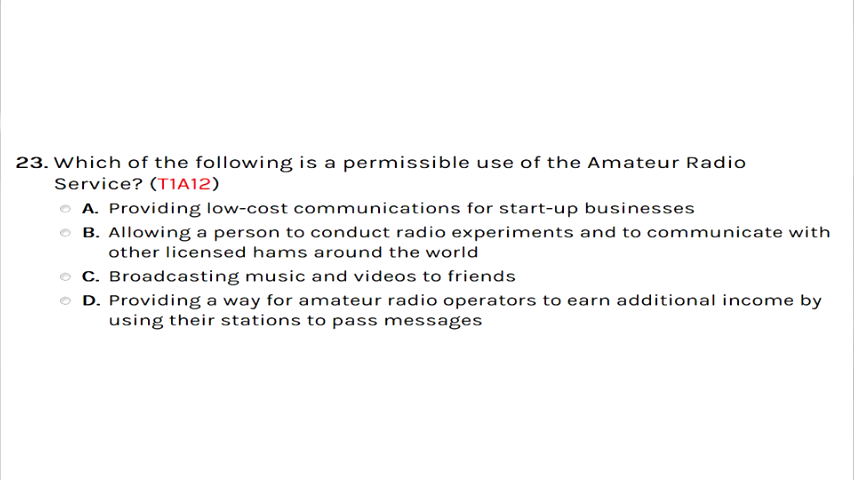 23. Which of the following is a permissible use of the Amateur Radio
Service? (T1A12)
A. Providing low-cost communications for start-up businesses
B. Allowing a person to conduct radio experiments and to communicate with
other licensed hams around the world
C. Broadcasting music and videos to friends
D. Providing a way for amateur radio operators to earn additional income by
using their stations to pass messages